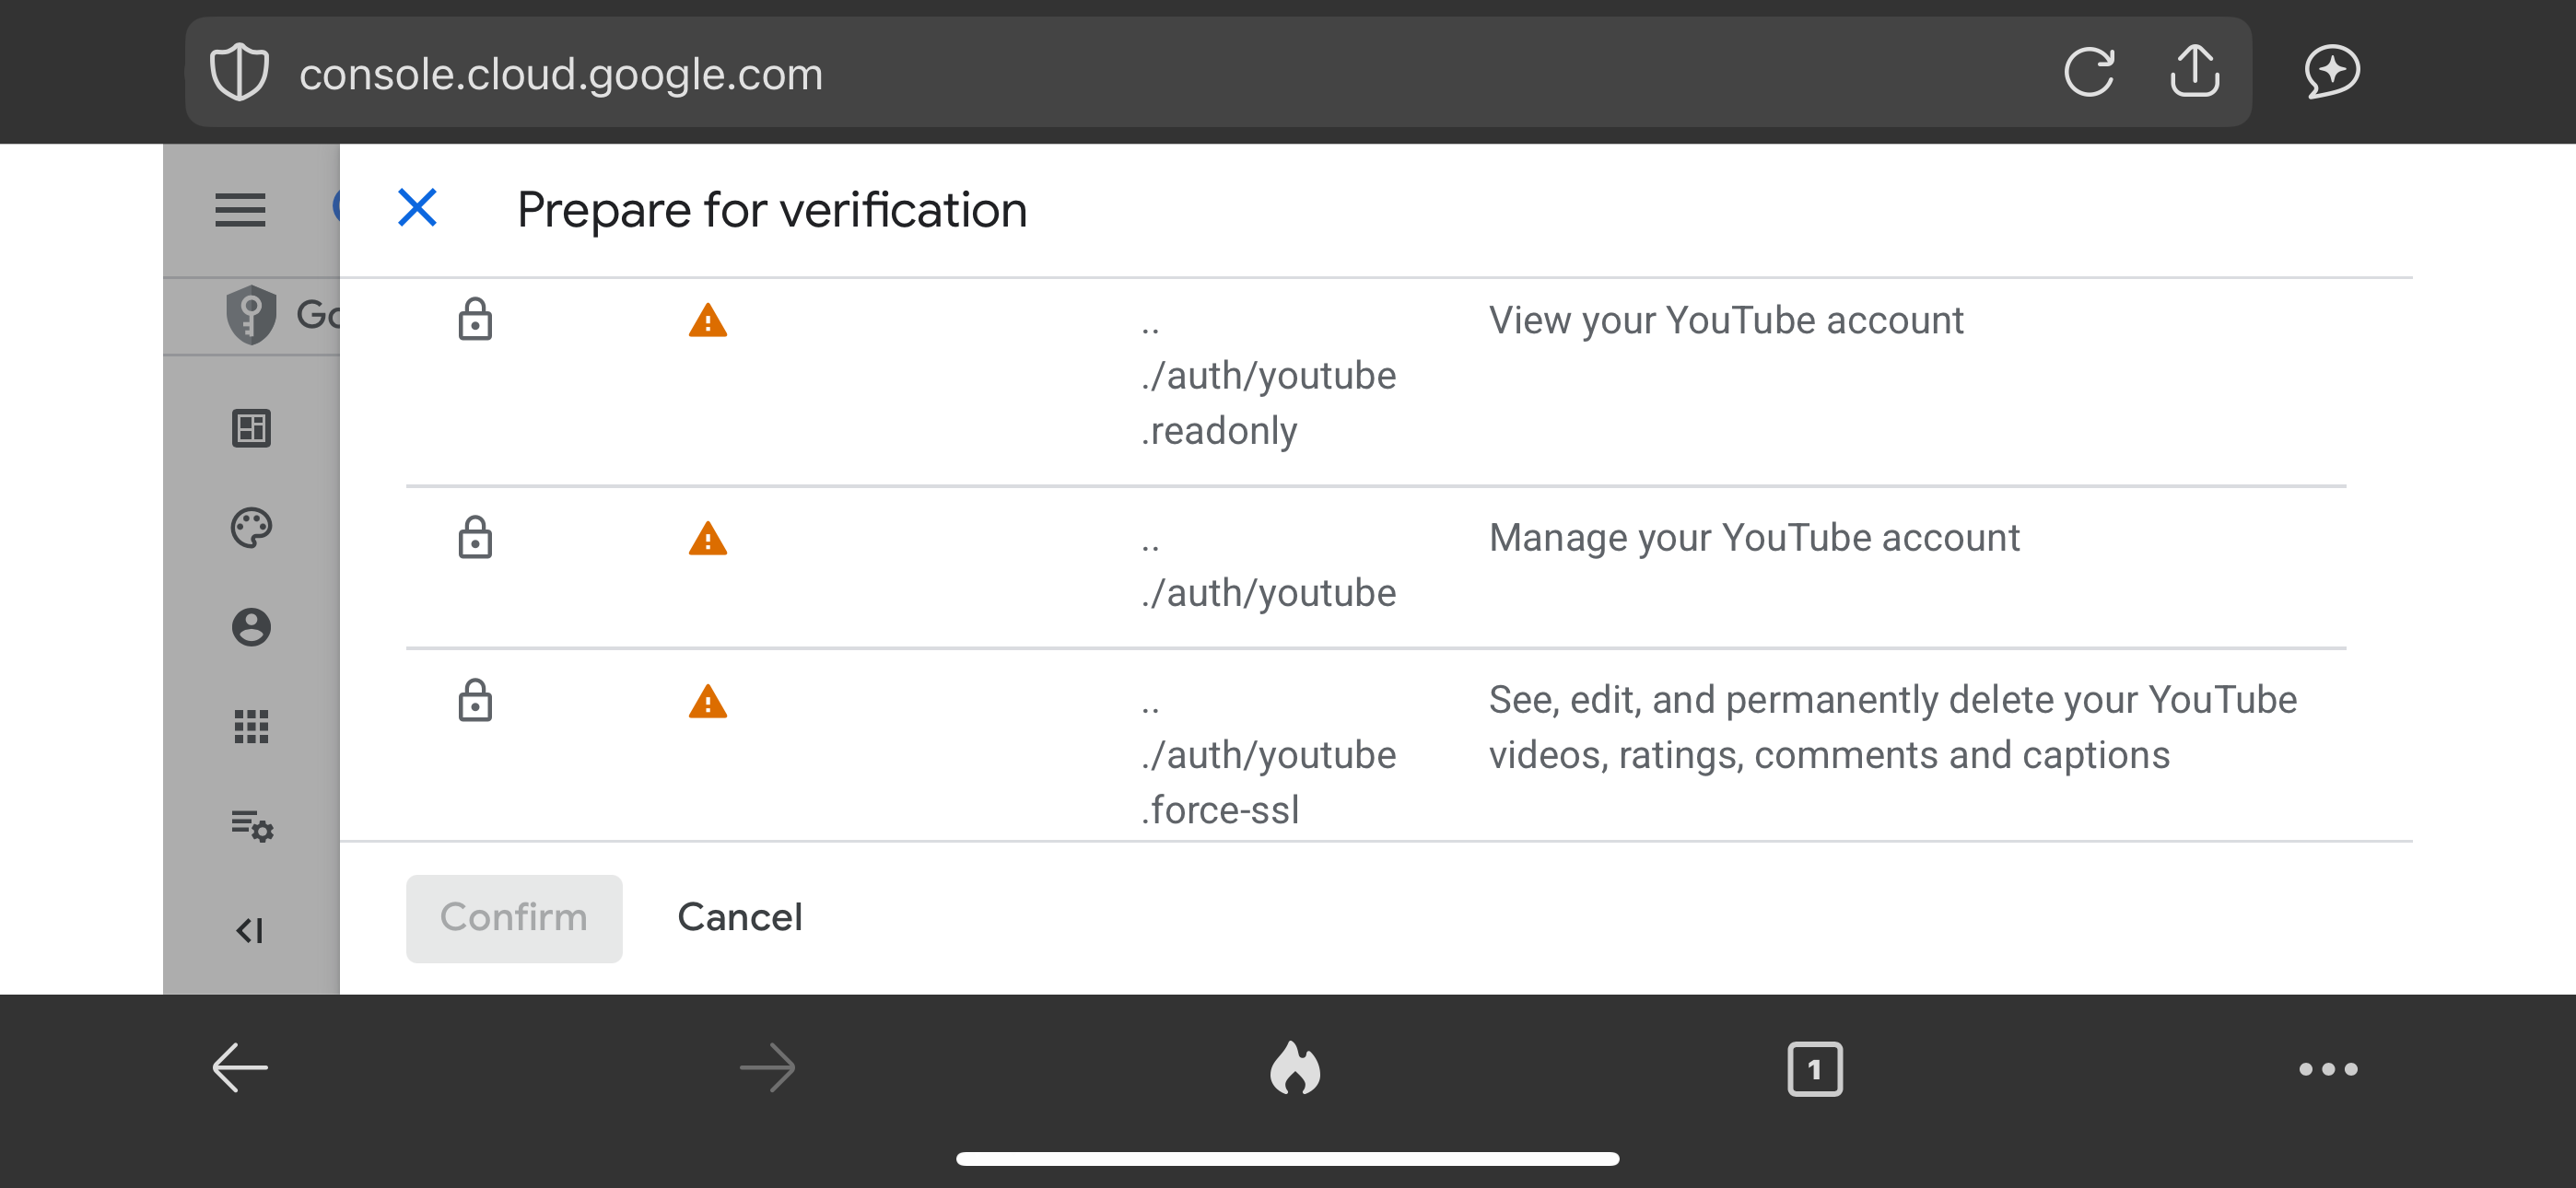 console.cloud.google.com
Prepare for verification
Go
..
./auth/youtube
.readonly
View your YouTube account
..
./auth/youtube
Manage your YouTube account
..
./auth/youtube
.force-ssl
See, edit, and permanently delete your YouTube
videos, ratings, comments and captions
Confirm
Cancel
1